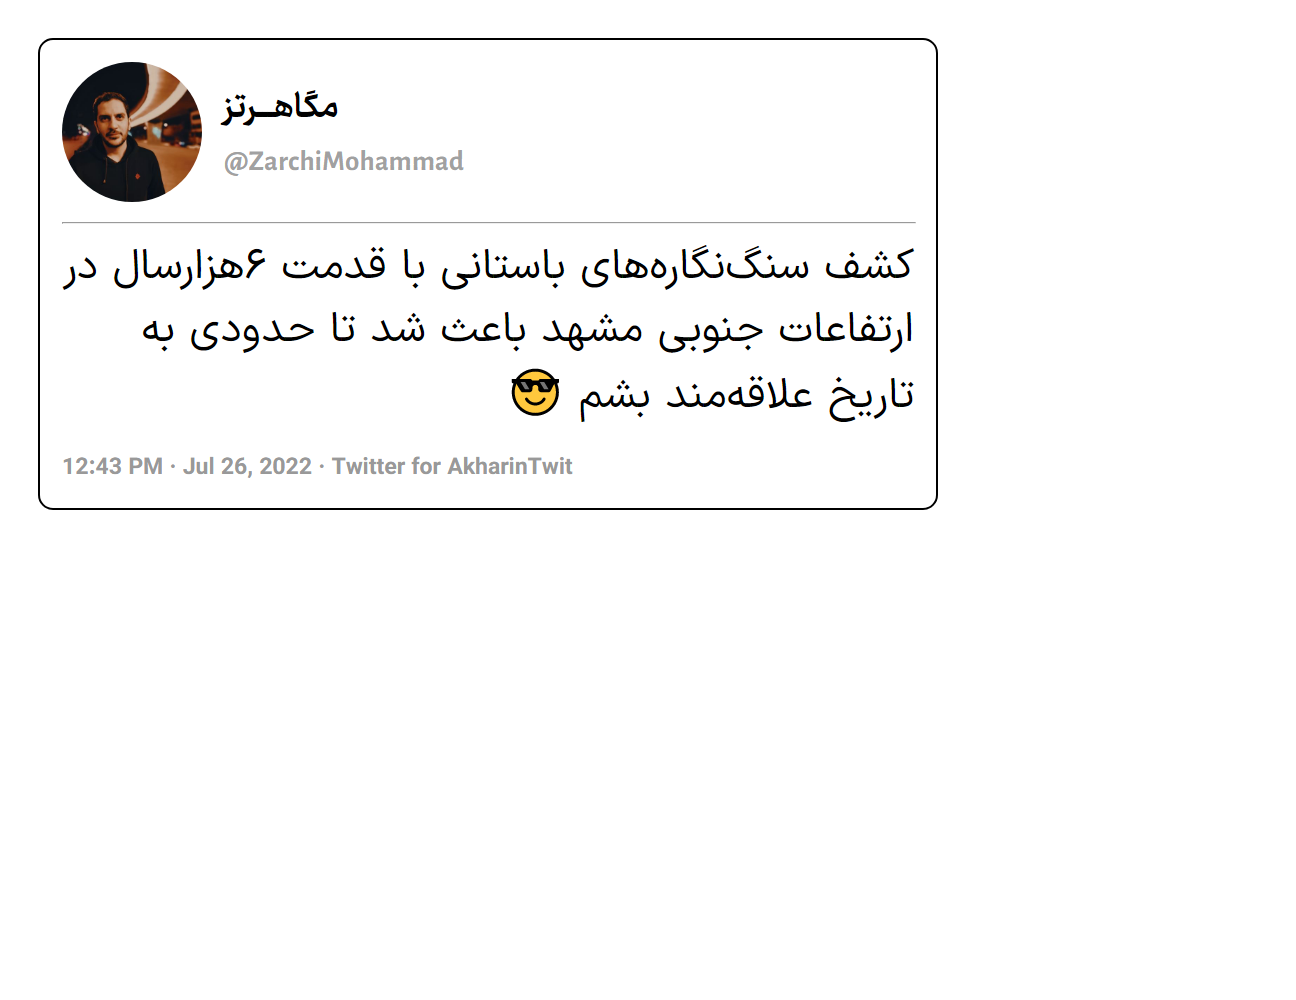 مگاهـرتز
@ZarchiMohammad
کشف سنگ‌نگاره‌های باستانی با قدمت ۶هزارسال در
ارتفاعات جنوبی مشهد باعث شد تا حدودی به
تاریخ علاقه‌مند بشم 😎
12:43 PM · Jul 26, 2022 · Twitter for AkharinTwit